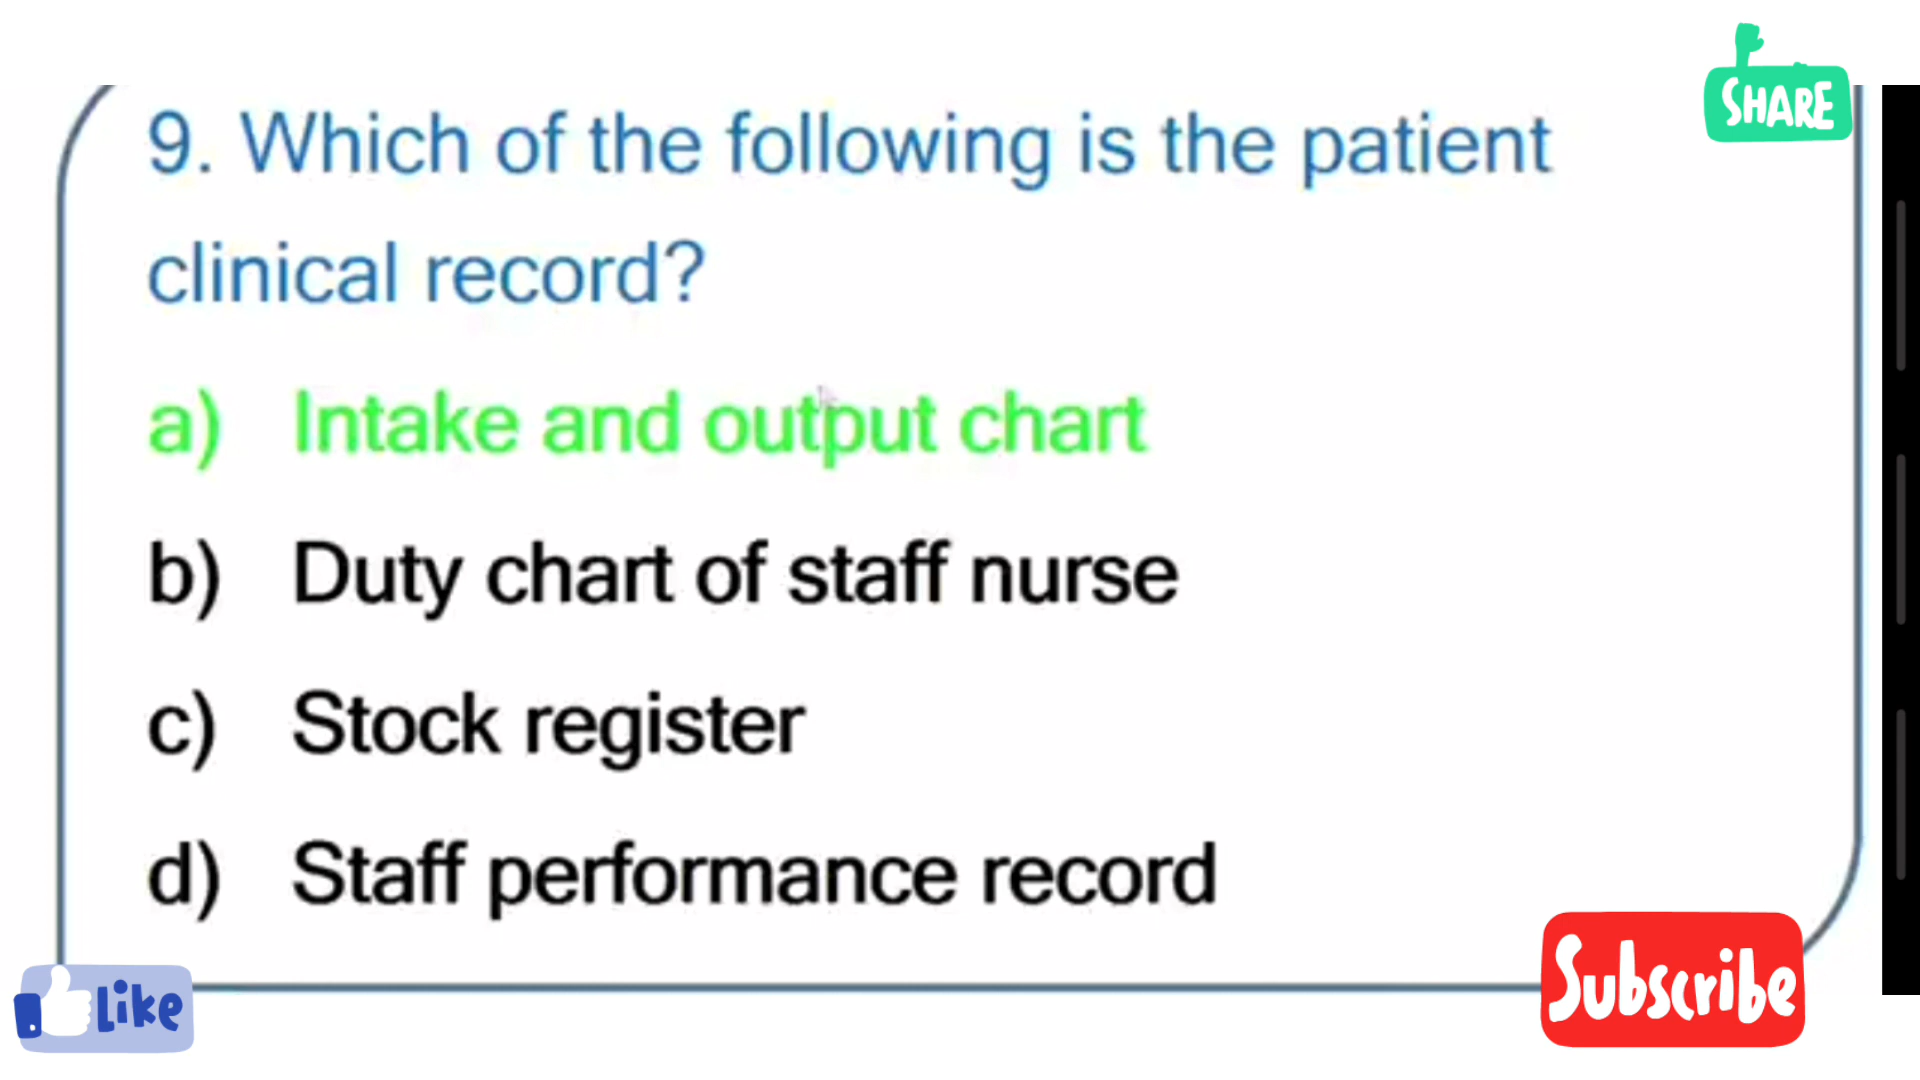 SHARE
9. Which of the following is the patient
clinical record?
a) Intake and output chart
b) Duty chart of staff nurse
c) Stock register
d) Staff performance record
Like
Subscribe